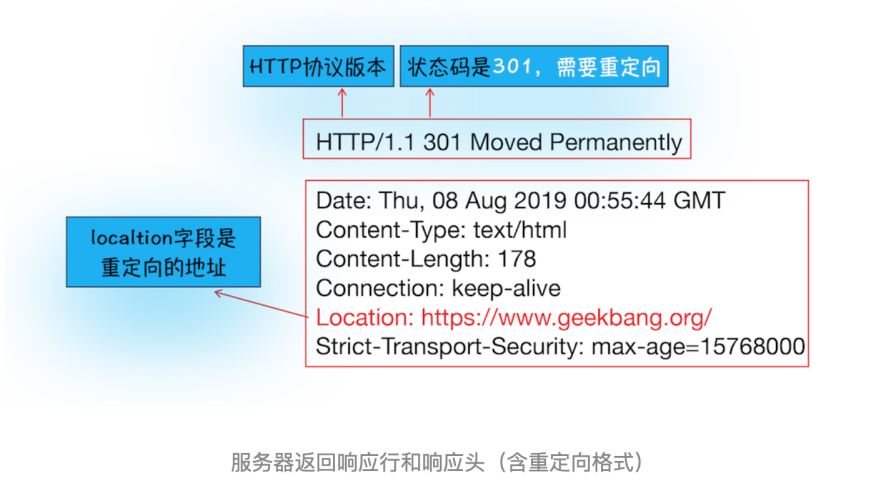 HTTP协议版本
状态码是301，需要重定向
HTTP/1.1 301 Moved Permanently
Date: Thu, 08 Aug 2019 00:55:44 GMT
Content-Type: text/html
Content-Length: 178
Connection: keep-alive
Location: https://www.geekbang.org/
Strict-Transport-Security: max-age=15768000
localtion字段是
重定向的地址
服务器返回响应行和响应头（含重定向格式）